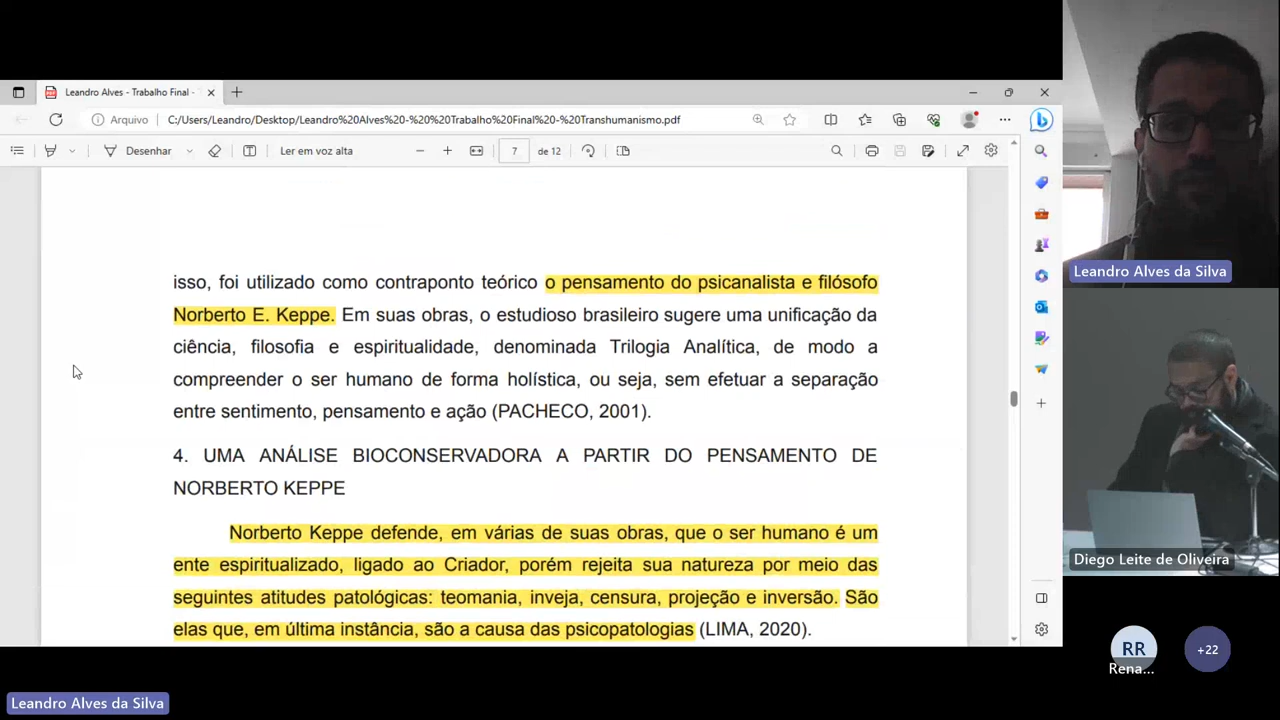 Leandro Alves - Trabalho Final -
Arquivo
C:/Users/Leandro/Desktop/Leandro%20Alves%20-%20%20Trabalho%20Final%20-%20Transhumanismo.pdf
Desenhar
Ler em voz alta
7
de 12
isso, foi utilizado como contraponto teórico o pensamento do psicanalista e filósofo
Norberto E. Keppe. Em suas obras, o estudioso brasileiro sugere uma unificação da
ciência, filosofia e espiritualidade, denominada Trilogia Analítica, de modo a
compreender o ser humano de forma holística, ou seja, sem efetuar a separação
entre sentimento, pensamento e ação (PACHECO, 2001).
4. UMA ANÁLISE BIOCONSERVADORA A PARTIR DO PENSAMENTO DE
NORBERTO KEPPE
Norberto Keppe defende, em várias de suas obras, que o ser humano é um
ente espiritualizado, ligado ao Criador, porém rejeita sua natureza por meio das
seguintes atitudes patológicas: teomania, inveja, censura, projeção e inversão. São
elas que, em última instância, são a causa das psicopatologias (LIMA, 2020).
Leandro Alves da Silva
Diego Leite de Oliveira
RR
Rena...
+22
Leandro Alves da Silva